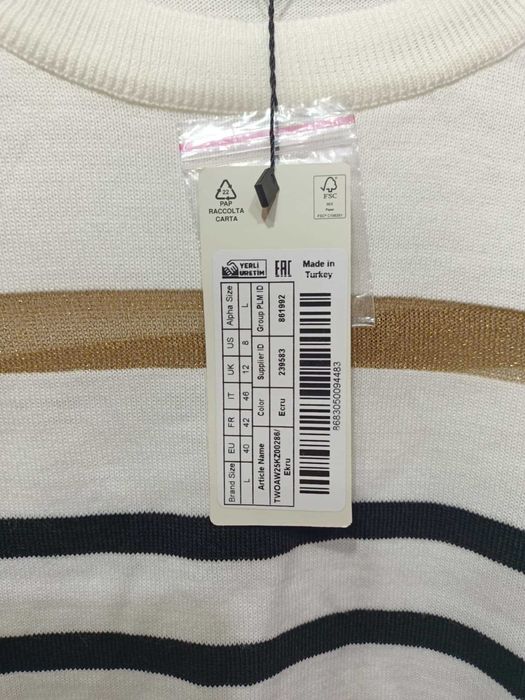 22
PAP
RACCOLTA
CARTA
FSC
YERLİ
ÜRETİM
EAC
Made in
Turkey
Brand Size EU FR IT UK US Alpha Size
L 40 42 46 12 8 L
Article Name Color Supplier ID Group PLM ID
TWOAW25KZ00286/ Ecru 239583 861992
Ekru
8683050094483